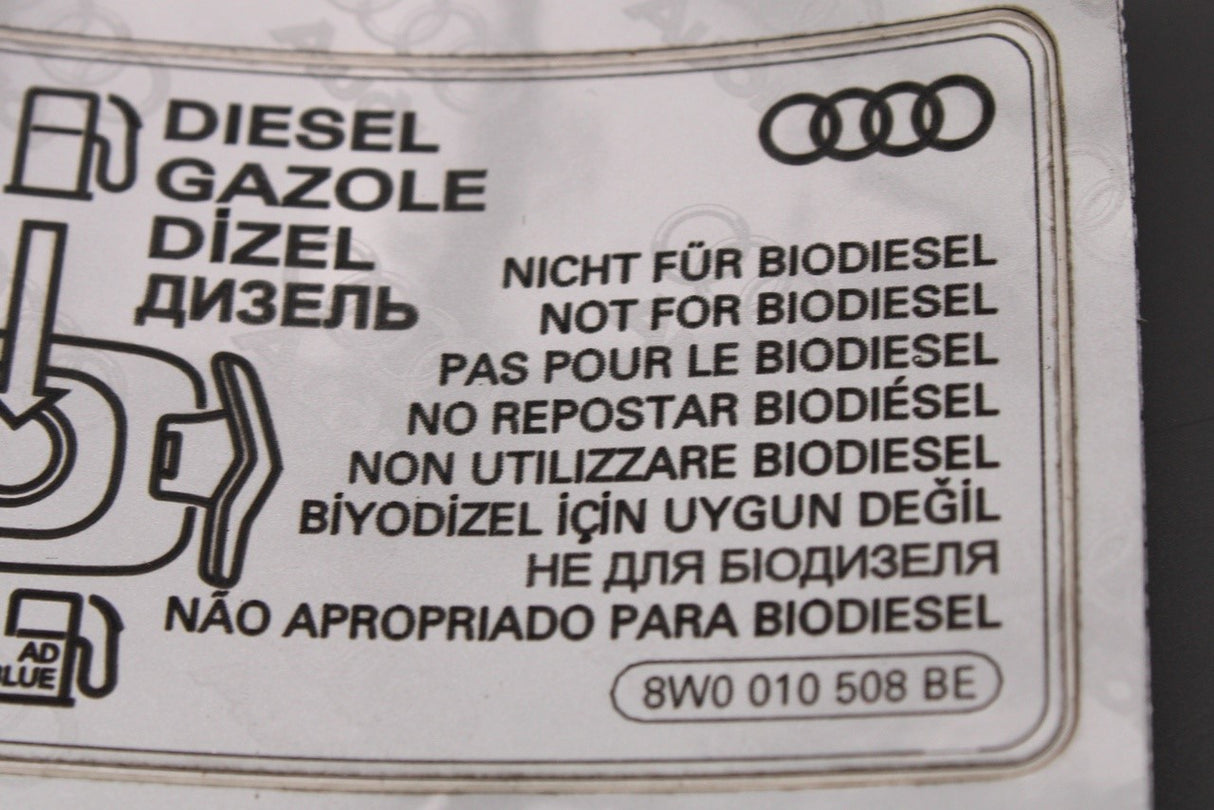 DIESEL
GAZOLE
DİZEL
ДИЗЕЛЬ
NICHT FÜR BIODIESEL
NOT FOR BIODIESEL
PAS POUR LE BIODIESEL
NO REPOSTAR BIODIÉSEL
NON UTILIZZARE BIODIESEL
BİYODİZEL İÇİN UYGUN DEĞİL
НЕ ДЛЯ БІОДИЗЕЛЯ
NÃO APROPRIADO PARA BIODIESEL
AD
BLUE
8W0 010 508 BE